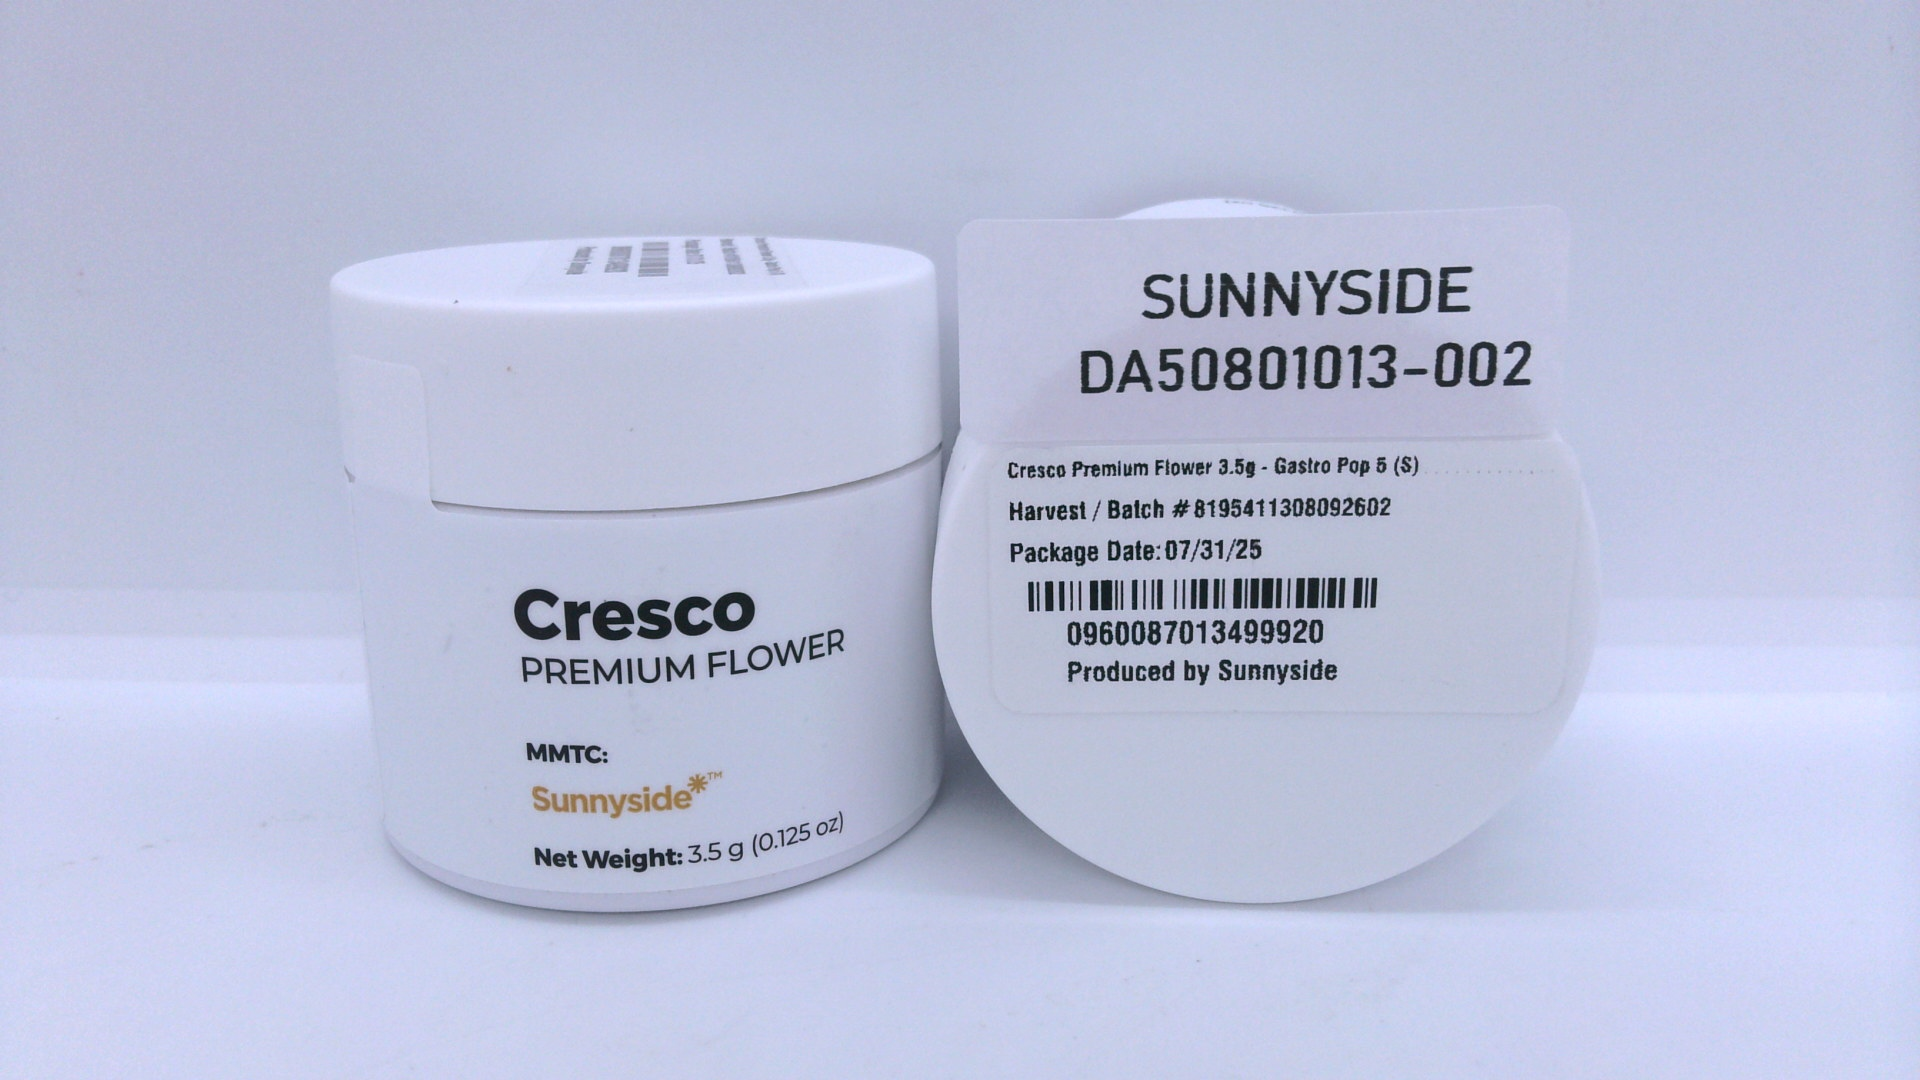 Cresco
PREMIUM FLOWER
MMTC:
Sunnyside*™
Net Weight: 3.5 g (0.125 oz)
SUNNYSIDE
DA50801013-002
Cresco Premium Flower 3.5g - Gastro Pop 5 (S)
Harvest / Batch # 8195411308092602
Package Date: 07/31/25
0960087013499920
Produced by Sunnyside